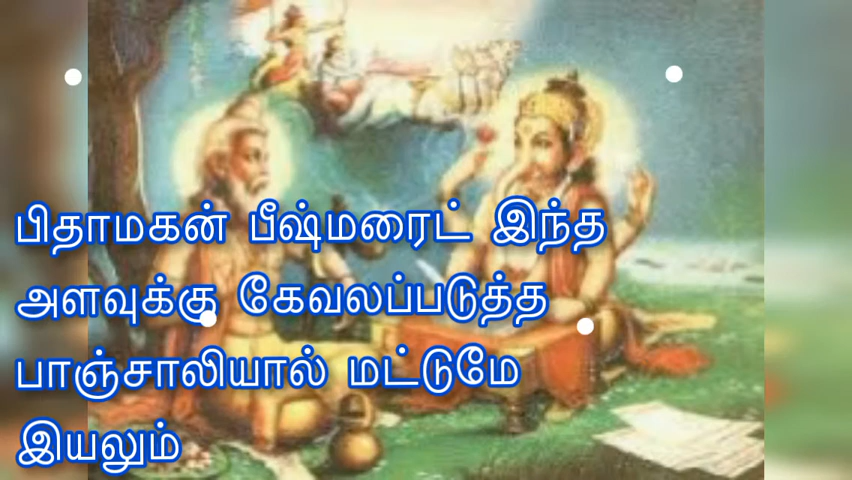 பிதாமகன் பீஷ்மரைட் இந்த
அளவுக்கு கேவலப்படுத்த
பாஞ்சாலியால் மட்டுமே
இயலும்